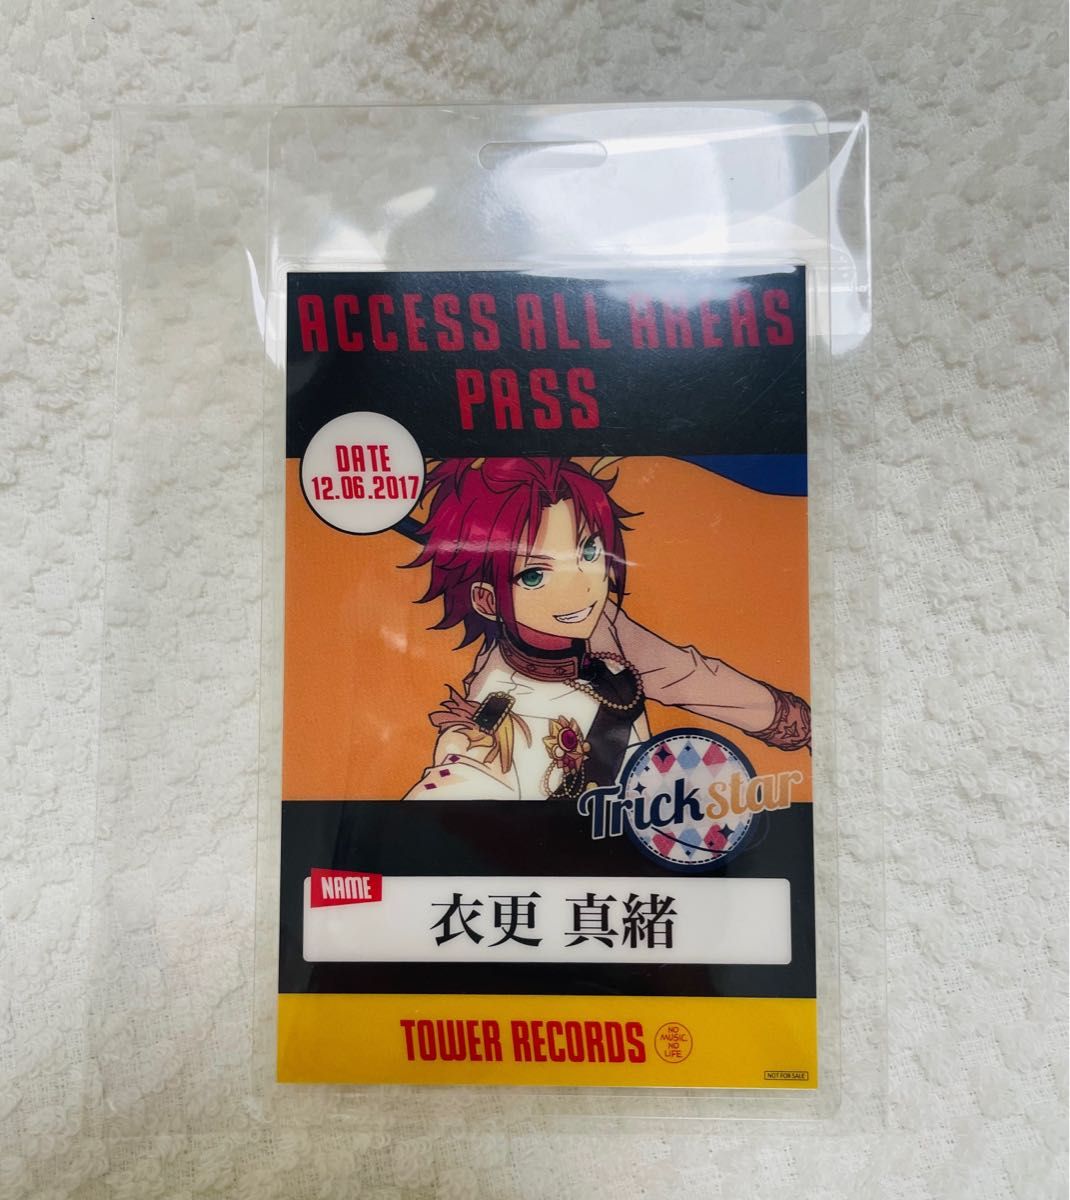 ACCESS ALL AREAS
PASS
DATE
12.06.2017
Trickstar
NAME
衣更 真緒
TOWER RECORDS
NO
MUSIC,
NO
LIFE.
NOT FOR SALE